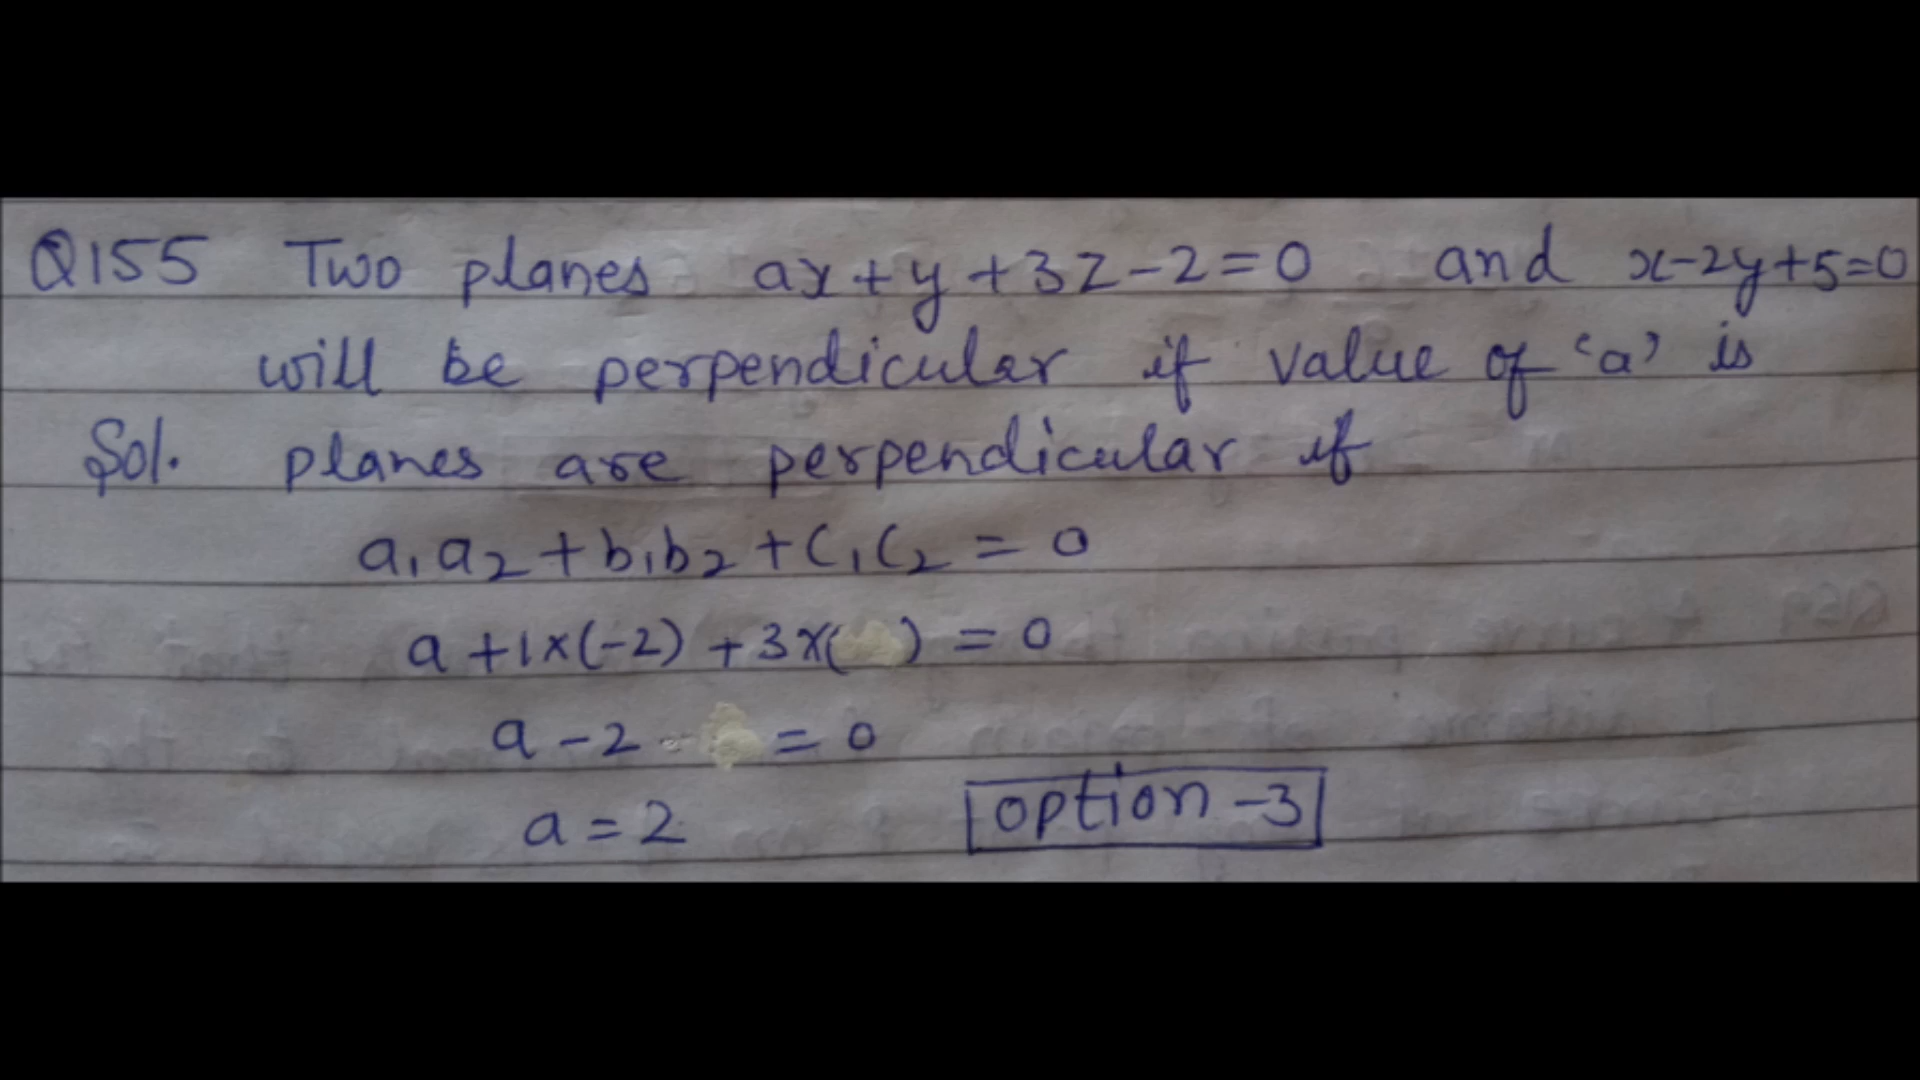 Q155 Two planes ax+y+3z-2=0 and x-2y+5=0
will be perpendicular if value of 'a' is
Sol. planes are perpendicular if
a₁a₂+b₁b₂+c₁c₂=0
a+1×(-2)+3×( )=0
a-2 =0
a=2 option-3